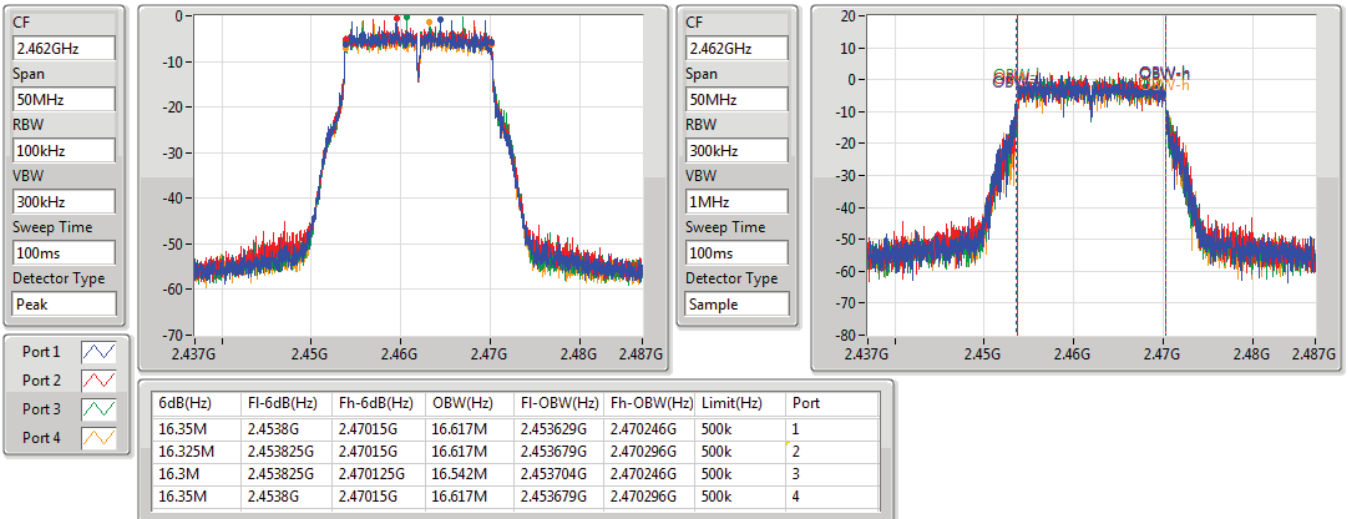 CF
2.462GHz
Span
50MHz
RBW
100kHz
VBW
300kHz
Sweep Time
100ms
Detector Type
Peak
0
-10
-20
-30
-40
-50
-60
-70
2.437G 2.45G 2.46G 2.47G 2.48G 2.487G
CF
2.462GHz
Span
50MHz
RBW
300kHz
VBW
1MHz
Sweep Time
100ms
Detector Type
Sample
20
10
0
-10
-20
-30
-40
-50
-60
-70
-80
OBW-h
OBW-h
2.437G 2.45G 2.46G 2.47G 2.48G 2.487G
Port 1
Port 2
Port 3
Port 4
6dB(Hz) Fl-6dB(Hz) Fh-6dB(Hz) OBW(Hz) Fl-OBW(Hz) Fh-OBW(Hz) Limit(Hz) Port
16.35M 2.4538G 2.47015G 16.617M 2.453629G 2.470246G 500k 1
16.325M 2.453825G 2.47015G 16.617M 2.453679G 2.470296G 500k 2
16.3M 2.453825G 2.470125G 16.542M 2.453704G 2.470246G 500k 3
16.35M 2.4538G 2.47015G 16.617M 2.453679G 2.470296G 500k 4